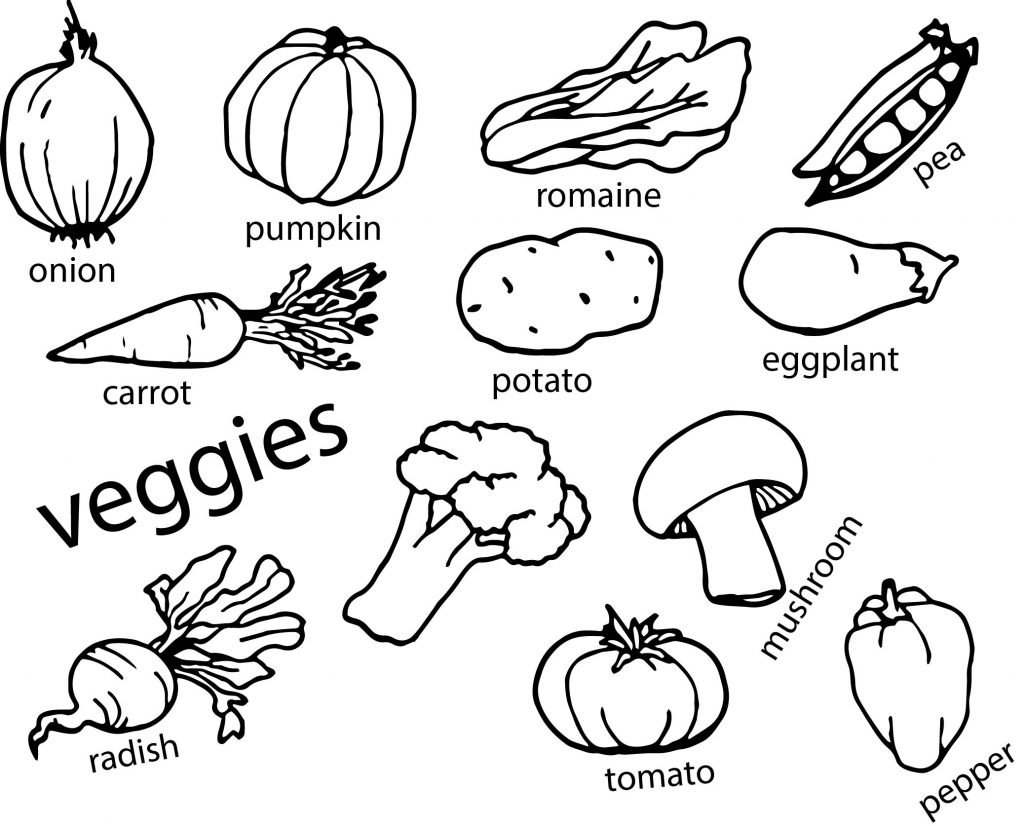 onion
pumpkin
romaine
pea
carrot
potato
eggplant
veggies
mushroom
radish
tomato
pepper